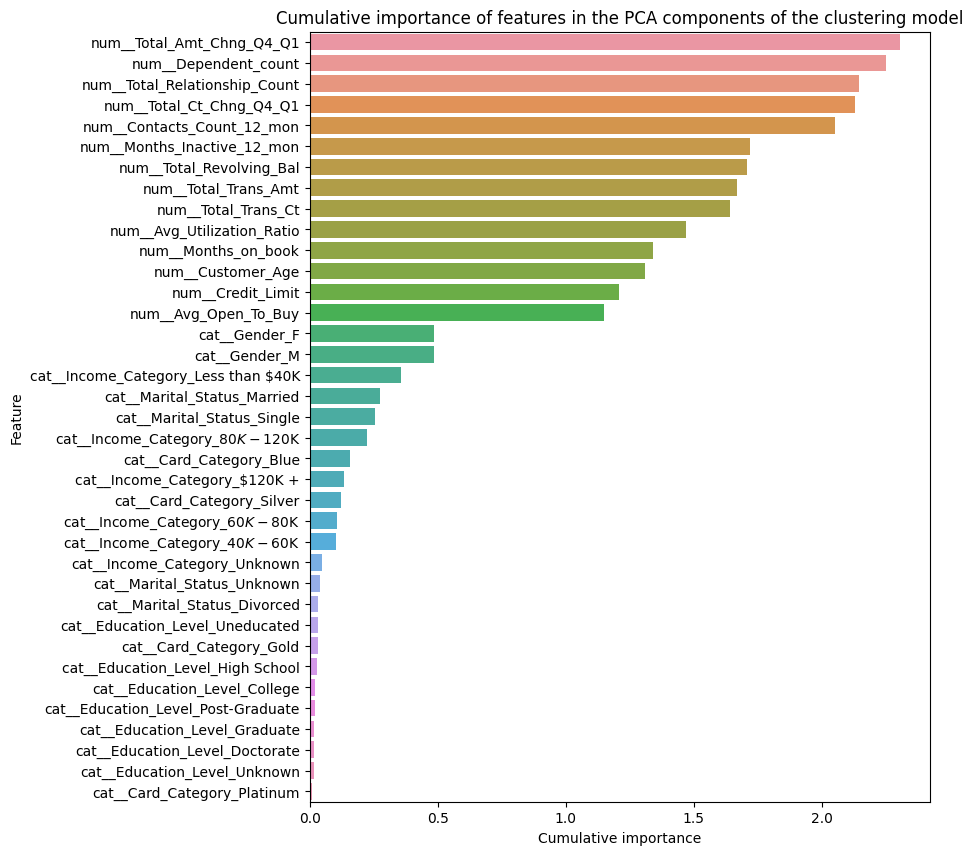 Cumulative importance of features in the PCA components of the clustering model
num__Total_Amt_Chng_Q4_Q1
num__Dependent_count
num__Total_Relationship_Count
num__Total_Ct_Chng_Q4_Q1
num__Contacts_Count_12_mon
num__Months_Inactive_12_mon
num__Total_Revolving_Bal
num__Total_Trans_Amt
num__Total_Trans_Ct
num__Avg_Utilization_Ratio
num__Months_on_book
num__Customer_Age
num__Credit_Limit
num__Avg_Open_To_Buy
cat__Gender_F
cat__Gender_M
cat__Income_Category_Less than $40K
cat__Marital_Status_Married
cat__Marital_Status_Single
cat__Income_Category_80K − 120K
cat__Card_Category_Blue
cat__Income_Category_$120K +
cat__Card_Category_Silver
cat__Income_Category_60K − 80K
cat__Income_Category_40K − 60K
cat__Income_Category_Unknown
cat__Marital_Status_Unknown
cat__Marital_Status_Divorced
cat__Education_Level_Uneducated
cat__Card_Category_Gold
cat__Education_Level_High School
cat__Education_Level_College
cat__Education_Level_Post-Graduate
cat__Education_Level_Graduate
cat__Education_Level_Doctorate
cat__Education_Level_Unknown
cat__Card_Category_Platinum
Feature
0.0 0.5 1.0 1.5 2.0
Cumulative importance